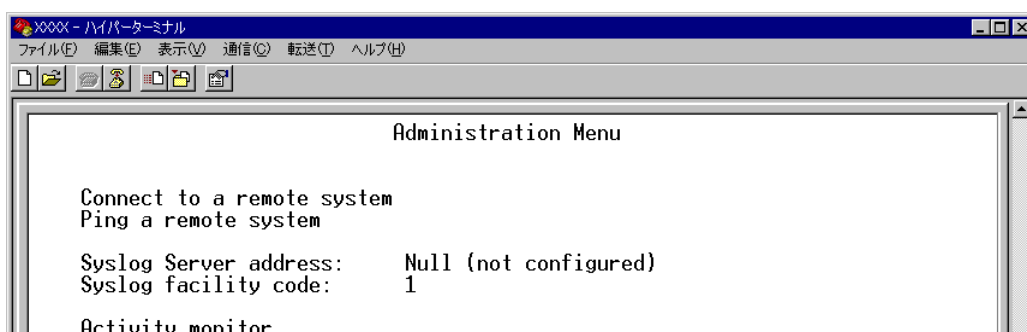 XXXX - ハイパーターミナル
ファイル(F) 編集(E) 表示(V) 通信(C) 転送(T) ヘルプ(H)
Administration Menu
Connect to a remote system
Ping a remote system
Syslog Server address: Null (not configured)
Syslog facility code: 1
Activity monitor